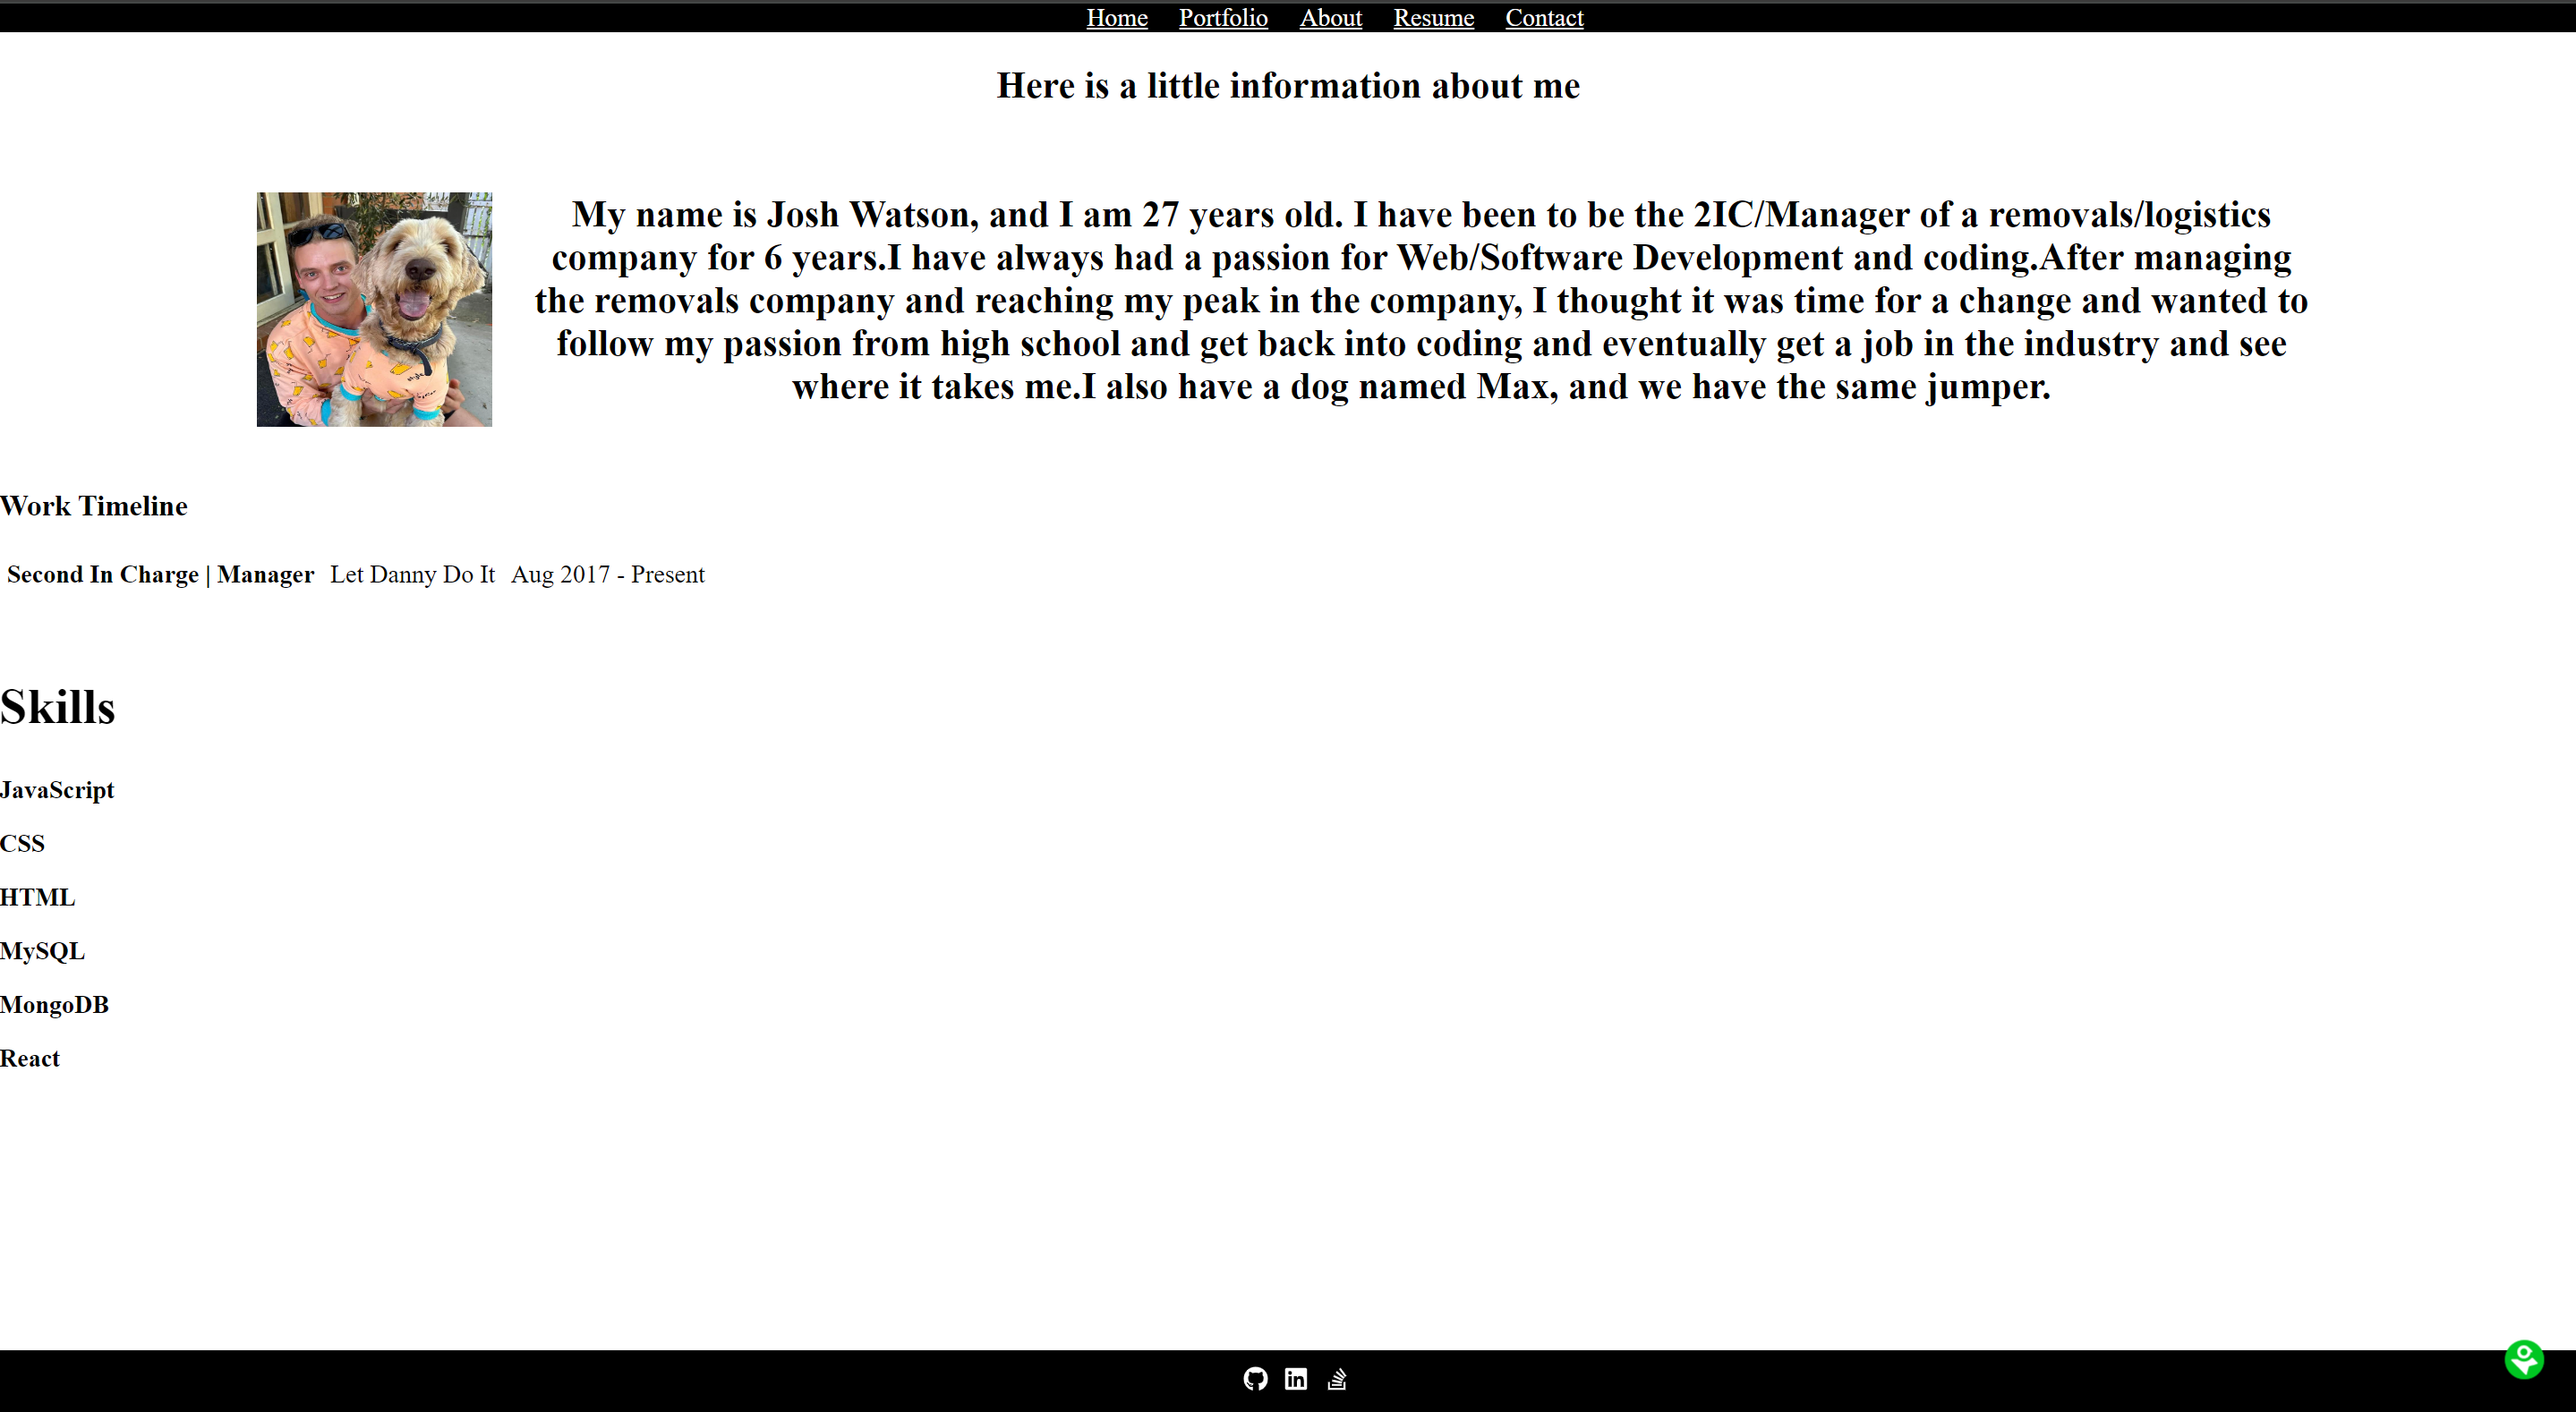 Home Portfolio About Resume Contact
Here is a little information about me
My name is Josh Watson, and I am 27 years old. I have been to be the 2IC/Manager of a removals/logistics
company for 6 years.I have always had a passion for Web/Software Development and coding.After managing
the removals company and reaching my peak in the company, I thought it was time for a change and wanted to
follow my passion from high school and get back into coding and eventually get a job in the industry and see
where it takes me.I also have a dog named Max, and we have the same jumper.
Work Timeline
Second In Charge | Manager Let Danny Do It Aug 2017 - Present
Skills
JavaScript
CSS
HTML
MySQL
MongoDB
React
in